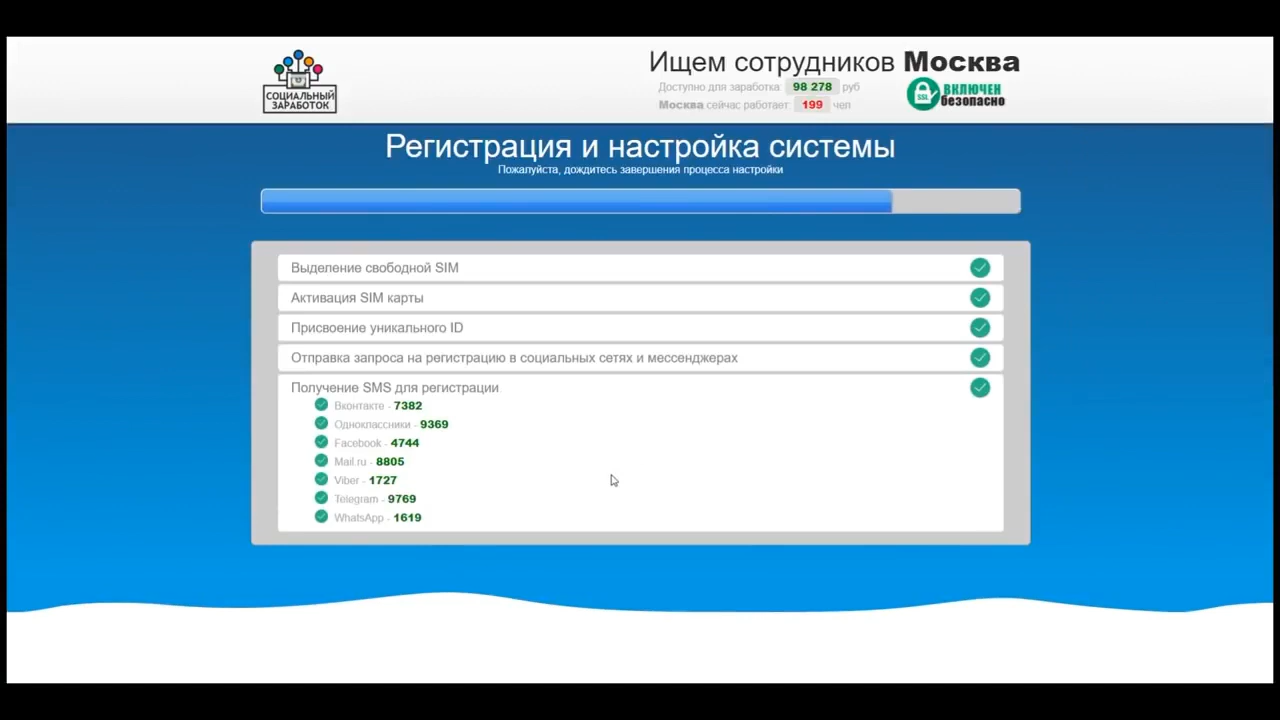 СОЦИАЛЬНЫЙ
ЗАРАБОТОК
Ищем сотрудников Москва
Доступно для заработка: 98 278 руб
Москва сейчас работает: 199 чел
SSL
ВКЛЮЧЕН
безопасно
Регистрация и настройка системы
Пожалуйста, дождитесь завершения процесса настройки
Выделение свободной SIM
Активация SIM карты
Присвоение уникального ID
Отправка запроса на регистрацию в социальных сетях и мессенджерах
Получение SMS для регистрации
Вконтакте - 7382
Одноклассники - 9369
Facebook - 4744
Mail.ru - 8805
Viber - 1727
Telegram - 9769
WhatsApp - 1619